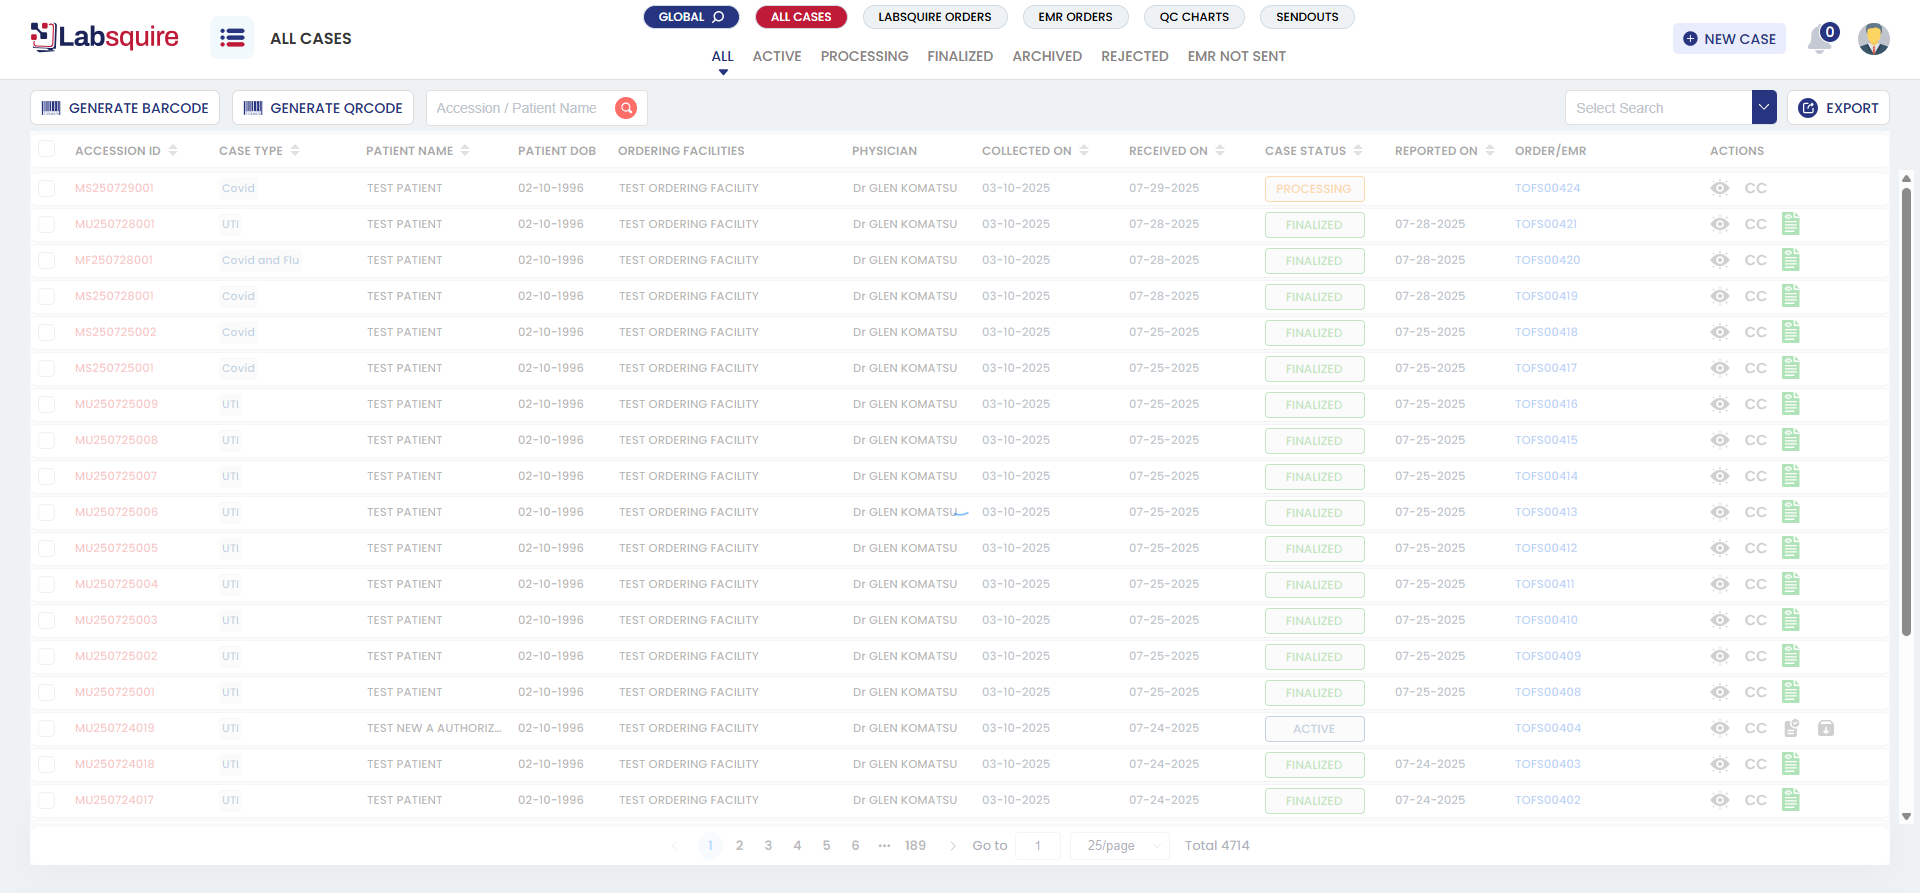 Labsquire
ALL CASES
GLOBAL
ALL CASES
LABSQUIRE ORDERS
EMR ORDERS
QC CHARTS
SENDOUTS
ALL ACTIVE PROCESSING FINALIZED ARCHIVED REJECTED EMR NOT SENT
NEW CASE
0
GENERATE BARCODE
GENERATE QRCODE
Accession / Patient Name
Select Search
EXPORT
ACCESSION ID CASE TYPE PATIENT NAME PATIENT DOB ORDERING FACILITIES PHYSICIAN COLLECTED ON RECEIVED ON CASE STATUS REPORTED ON ORDER/EMR ACTIONS
MS250729001 Covid TEST PATIENT 02-10-1996 TEST ORDERING FACILITY Dr GLEN KOMATSU 03-10-2025 07-29-2025 PROCESSING TOFS00424 CC
MU250728001 UTI TEST PATIENT 02-10-1996 TEST ORDERING FACILITY Dr GLEN KOMATSU 03-10-2025 07-28-2025 FINALIZED 07-28-2025 TOFS00421 CC
MF250728001 Covid and Flu TEST PATIENT 02-10-1996 TEST ORDERING FACILITY Dr GLEN KOMATSU 03-10-2025 07-28-2025 FINALIZED 07-28-2025 TOFS00420 CC
MS250728001 Covid TEST PATIENT 02-10-1996 TEST ORDERING FACILITY Dr GLEN KOMATSU 03-10-2025 07-28-2025 FINALIZED 07-28-2025 TOFS00419 CC
MS250725002 Covid TEST PATIENT 02-10-1996 TEST ORDERING FACILITY Dr GLEN KOMATSU 03-10-2025 07-25-2025 FINALIZED 07-25-2025 TOFS00418 CC
MS250725001 Covid TEST PATIENT 02-10-1996 TEST ORDERING FACILITY Dr GLEN KOMATSU 03-10-2025 07-25-2025 FINALIZED 07-25-2025 TOFS00417 CC
MU250725009 UTI TEST PATIENT 02-10-1996 TEST ORDERING FACILITY Dr GLEN KOMATSU 03-10-2025 07-25-2025 FINALIZED 07-25-2025 TOFS00416 CC
MU250725008 UTI TEST PATIENT 02-10-1996 TEST ORDERING FACILITY Dr GLEN KOMATSU 03-10-2025 07-25-2025 FINALIZED 07-25-2025 TOFS00415 CC
MU250725007 UTI TEST PATIENT 02-10-1996 TEST ORDERING FACILITY Dr GLEN KOMATSU 03-10-2025 07-25-2025 FINALIZED 07-25-2025 TOFS00414 CC
MU250725006 UTI TEST PATIENT 02-10-1996 TEST ORDERING FACILITY Dr GLEN KOMATSU 03-10-2025 07-25-2025 FINALIZED 07-25-2025 TOFS00413 CC
MU250725005 UTI TEST PATIENT 02-10-1996 TEST ORDERING FACILITY Dr GLEN KOMATSU 03-10-2025 07-25-2025 FINALIZED 07-25-2025 TOFS00412 CC
MU250725004 UTI TEST PATIENT 02-10-1996 TEST ORDERING FACILITY Dr GLEN KOMATSU 03-10-2025 07-25-2025 FINALIZED 07-25-2025 TOFS00411 CC
MU250725003 UTI TEST PATIENT 02-10-1996 TEST ORDERING FACILITY Dr GLEN KOMATSU 03-10-2025 07-25-2025 FINALIZED 07-25-2025 TOFS00410 CC
MU250725002 UTI TEST PATIENT 02-10-1996 TEST ORDERING FACILITY Dr GLEN KOMATSU 03-10-2025 07-25-2025 FINALIZED 07-25-2025 TOFS00409 CC
MU250725001 UTI TEST PATIENT 02-10-1996 TEST ORDERING FACILITY Dr GLEN KOMATSU 03-10-2025 07-25-2025 FINALIZED 07-25-2025 TOFS00408 CC
MU250724019 UTI TEST NEW A AUTHORIZ... 02-10-1996 TEST ORDERING FACILITY Dr GLEN KOMATSU 03-10-2025 07-24-2025 ACTIVE TOFS00404 CC
MU250724018 UTI TEST PATIENT 02-10-1996 TEST ORDERING FACILITY Dr GLEN KOMATSU 03-10-2025 07-24-2025 FINALIZED 07-24-2025 TOFS00403 CC
MU250724017 UTI TEST PATIENT 02-10-1996 TEST ORDERING FACILITY Dr GLEN KOMATSU 03-10-2025 07-24-2025 FINALIZED 07-24-2025 TOFS00402 CC
1 2 3 4 5 6 ••• 189 Go to 1 25/page Total 4714